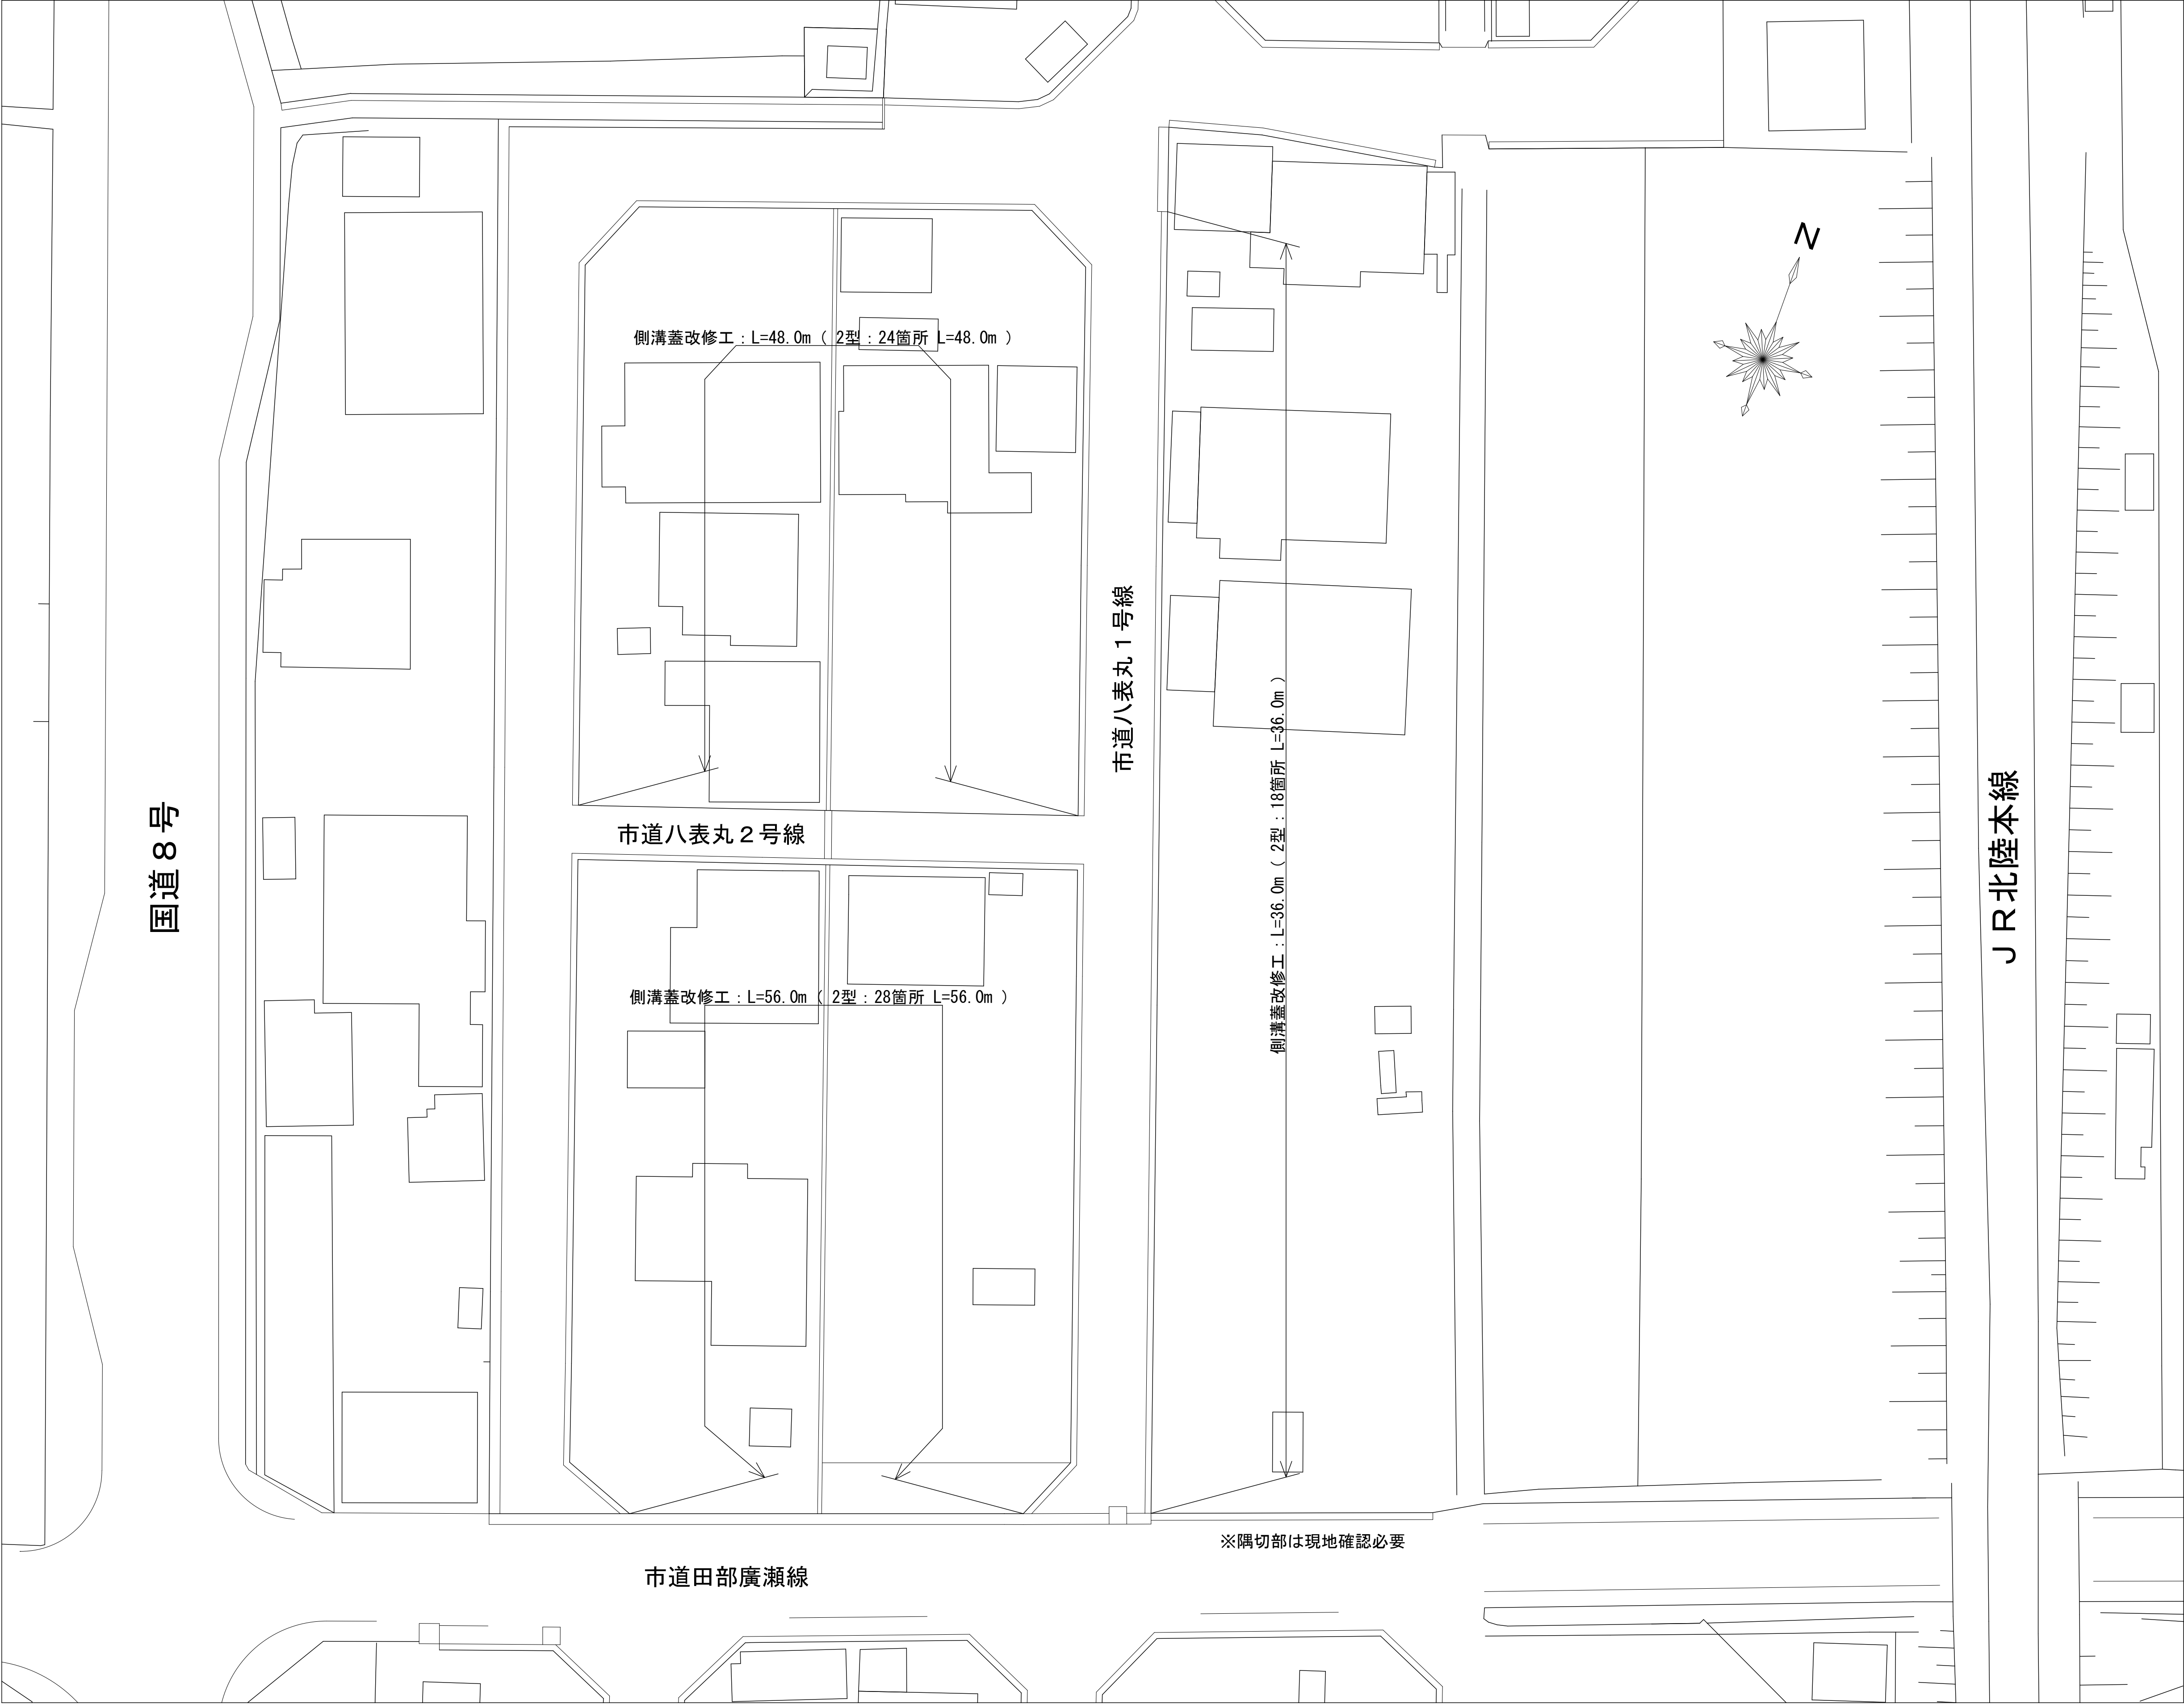 N
側溝蓋改修工：L=48.0m（ 2型：24箇所 L=48.0m ）
市道八表丸１号線
側溝蓋改修工：L=36.0m（ 2型：18箇所 L=36.0m ）
国道８号
市道八表丸２号線
ＪＲ北陸本線
側溝蓋改修工：L=56.0m（ 2型：28箇所 L=56.0m ）
※隅切部は現地確認必要
市道田部廣瀬線